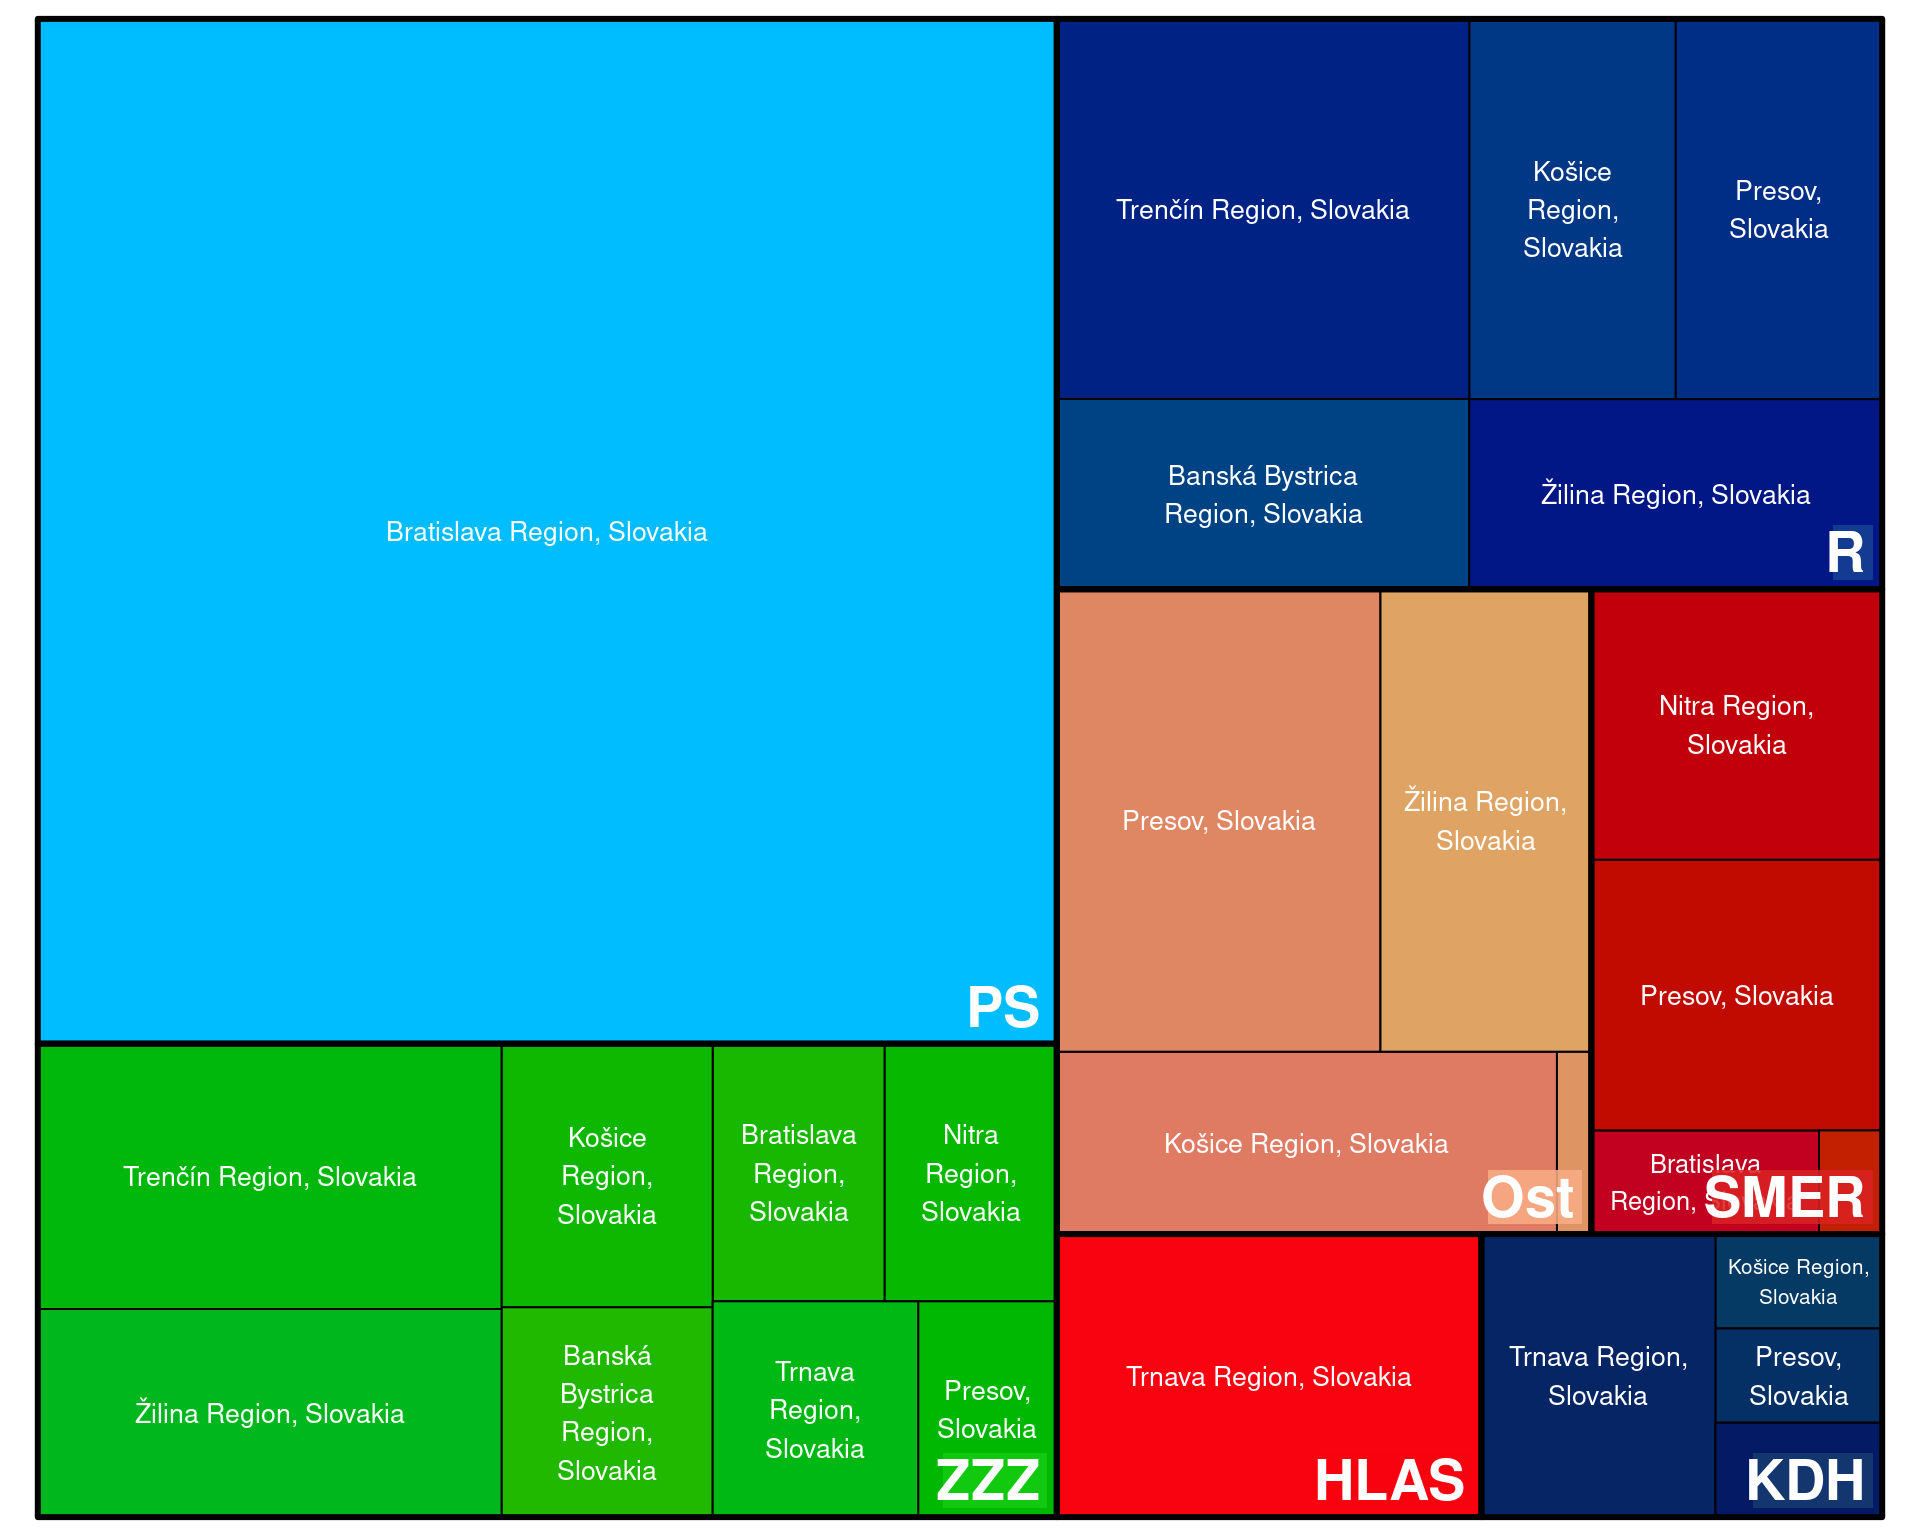 Bratislava Region, Slovakia
PS
Trenčín Region, Slovakia
Košice
Region,
Slovakia
Presov,
Slovakia
Banská Bystrica
Region, Slovakia
Žilina Region, Slovakia
R
Presov, Slovakia
Žilina Region,
Slovakia
Košice Region, Slovakia
Ost
Nitra Region,
Slovakia
Presov, Slovakia
Bratislava
Region,
SMER
Trenčín Region, Slovakia
Žilina Region, Slovakia
Košice
Region,
Slovakia
Banská
Bystrica
Region,
Slovakia
Bratislava
Region,
Slovakia
Nitra
Region,
Slovakia
Trnava
Region,
Slovakia
Presov,
Slovakia
ZZZ
Trnava Region, Slovakia
HLAS
Trnava Region,
Slovakia
Košice Region,
Slovakia
Presov,
Slovakia
KDH